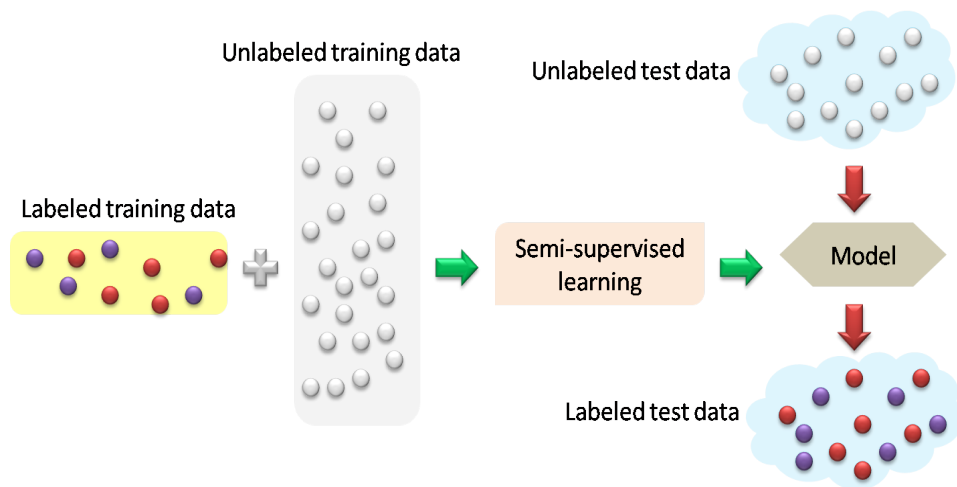 Unlabeled training data
Unlabeled test data
Labeled training data
Semi-supervised
learning
Model
Labeled test data